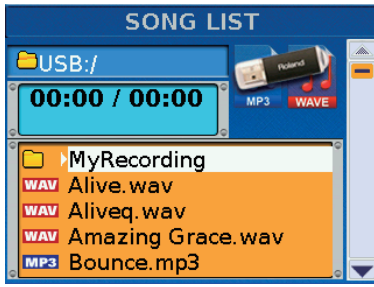 SONG LIST
USB:/
Roland
00:00 / 00:00
MP3 WAVE
MyRecording
WAV Alive.wav
WAV Aliveq.wav
WAV Amazing Grace.wav
MP3 Bounce.mp3